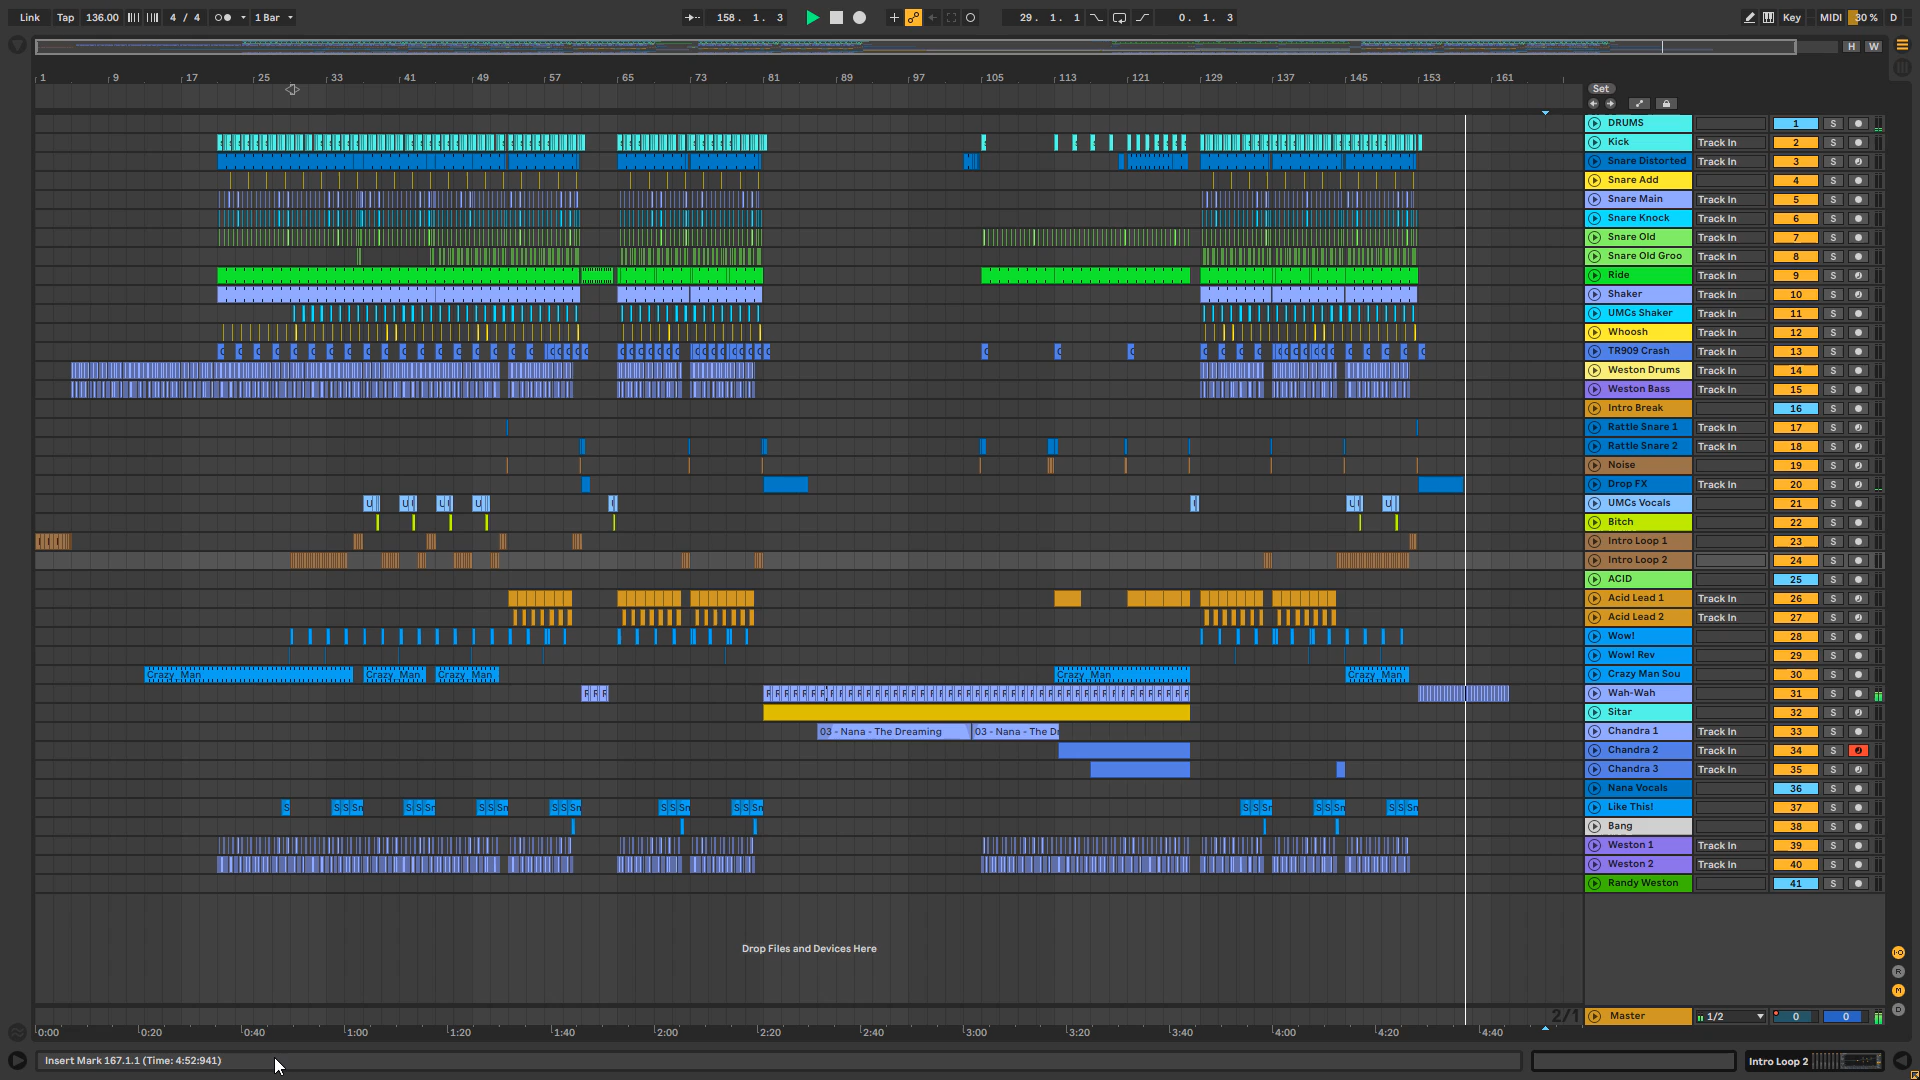 Link Tap 136.00 4 / 4 1 Bar 158. 1. 3 29. 1. 1 0. 1. 3 Key MIDI 30 % D
H W
1 9 17 25 33 41 49 57 65 73 81 89 97 105 113 121 129 137 145 153 161
Set
DRUMS 1 S
Kick Track In 2 S
Snare Distorted Track In 3 S
Snare Add 4 S
Snare Main Track In 5 S
Snare Knock Track In 6 S
Snare Old Track In 7 S
Snare Old Groo Track In 8 S
Ride Track In 9 S
Shaker Track In 10 S
UMCs Shaker Track In 11 S
Whoosh Track In 12 S
TR909 Crash Track In 13 S
Weston Drums Track In 14 S
Weston Bass Track In 15 S
Intro Break 16 S
Rattle Snare 1 Track In 17 S
Rattle Snare 2 Track In 18 S
Noise 19 S
Drop FX Track In 20 S
UMCs Vocals 21 S
Bitch 22 S
Intro Loop 1 23 S
Intro Loop 2 24 S
ACID 25 S
Acid Lead 1 Track In 26 S
Acid Lead 2 Track In 27 S
Wow! 28 S
Wow! Rev 29 S
Crazy_Man Crazy_Man Crazy_Man Crazy_Man Crazy_Man Crazy Man Sou 30 S
Wah-Wah 31 S
Sitar 32 S
03 - Nana - The Dreaming 03 - Nana - The Dr Chandra 1 Track In 33 S
Chandra 2 Track In 34 S
Chandra 3 Track In 35 S
Nana Vocals 36 S
S S S Sn S S Sn S S Sn S S Sn S S Sn S S Sn S S Sn S S Sn S S Sn Like This! 37 S
Bang 38 S
Weston 1 Track In 39 S
Weston 2 Track In 40 S
Randy Weston 41 S
Drop Files and Devices Here
2/1 Master 1/2 0 0
0:00 0:20 0:40 1:00 1:20 1:40 2:00 2:20 2:40 3:00 3:20 3:40 4:00 4:20 4:40
I·O
R
M
D
Insert Mark 167.1.1 (Time: 4:52:941) Intro Loop 2